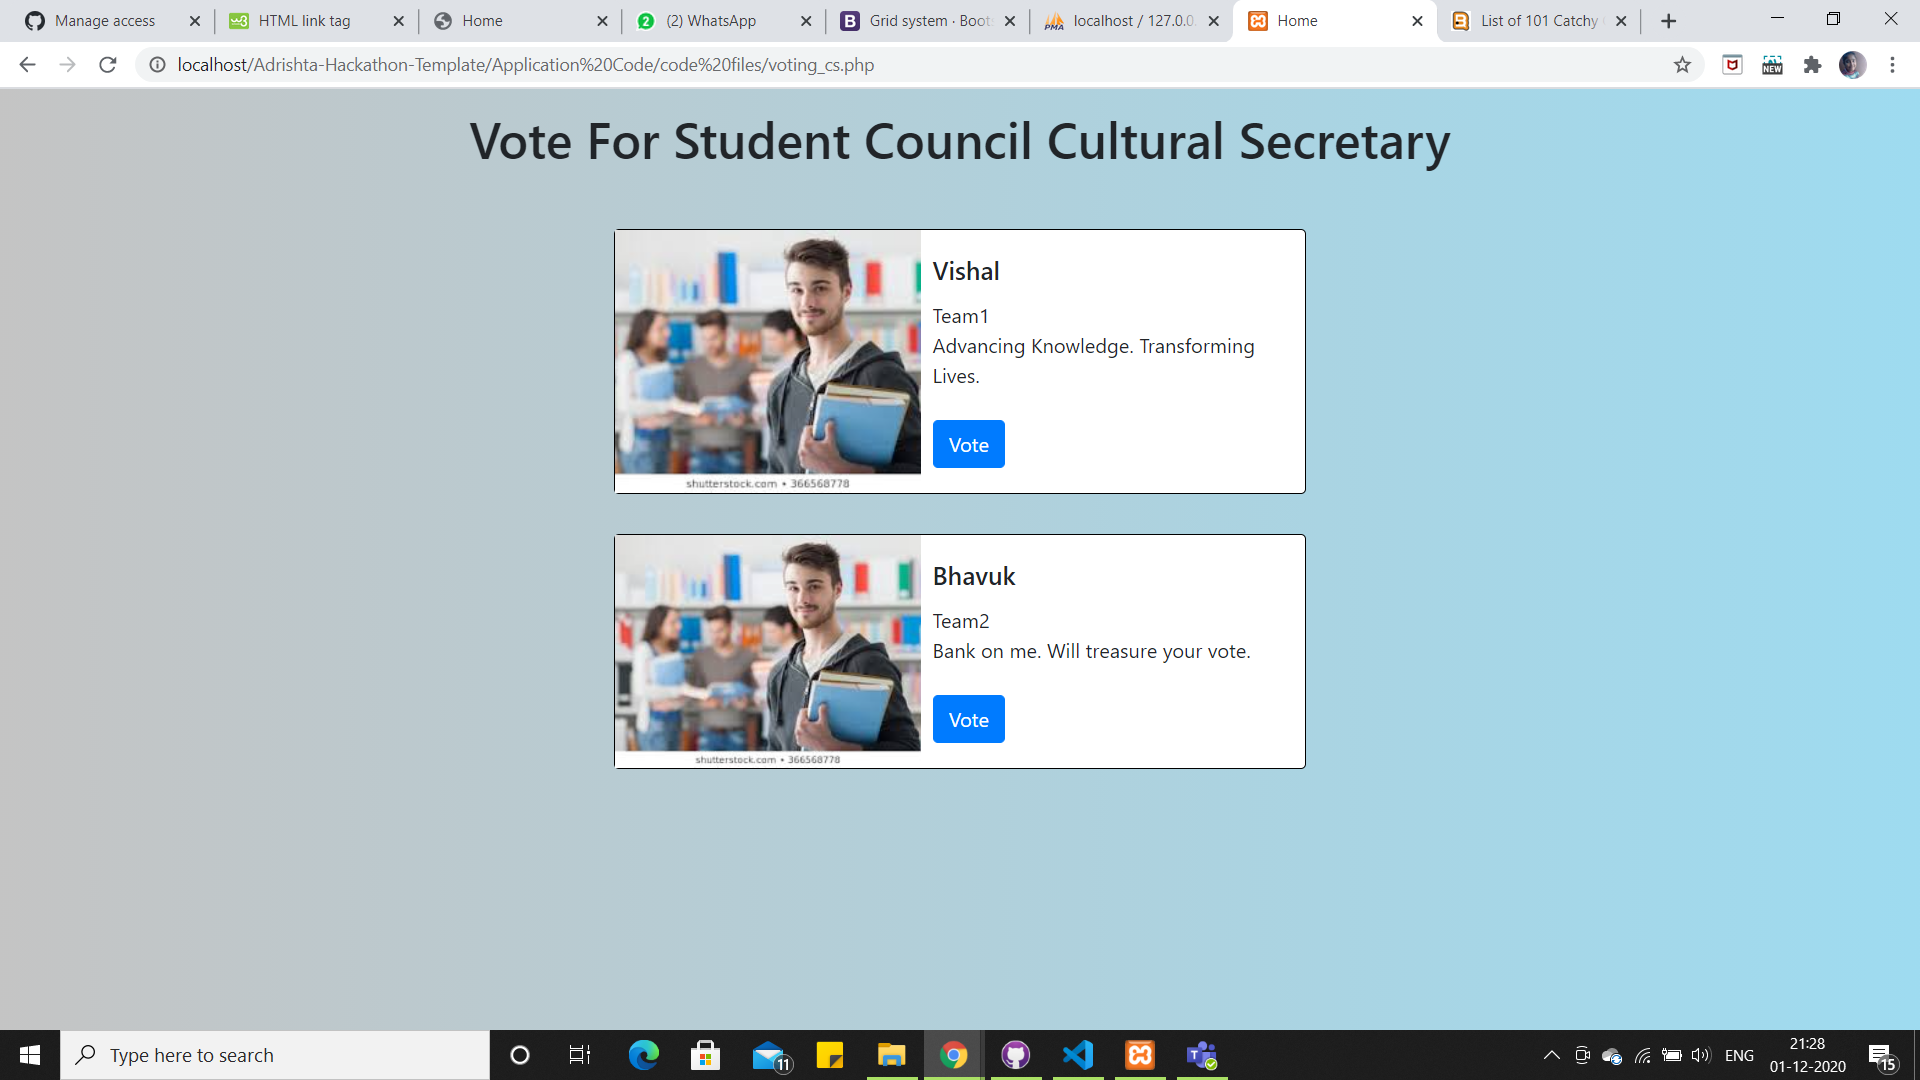 Manage access
HTML link tag
Home
(2) WhatsApp
Grid system · Boot
localhost / 127.0.0.
Home
List of 101 Catchy
localhost/Adrishta-Hackathon-Template/Application%20Code/code%20files/voting_cs.php
NEW
Vote For Student Council Cultural Secretary
Vishal
Team1
Advancing Knowledge. Transforming
Lives.
Vote
shutterstock.com • 366568778
Bhavuk
Team2
Bank on me. Will treasure your vote.
Vote
shutterstock.com • 366568778
Type here to search
11
ENG
21:28
01-12-2020
15